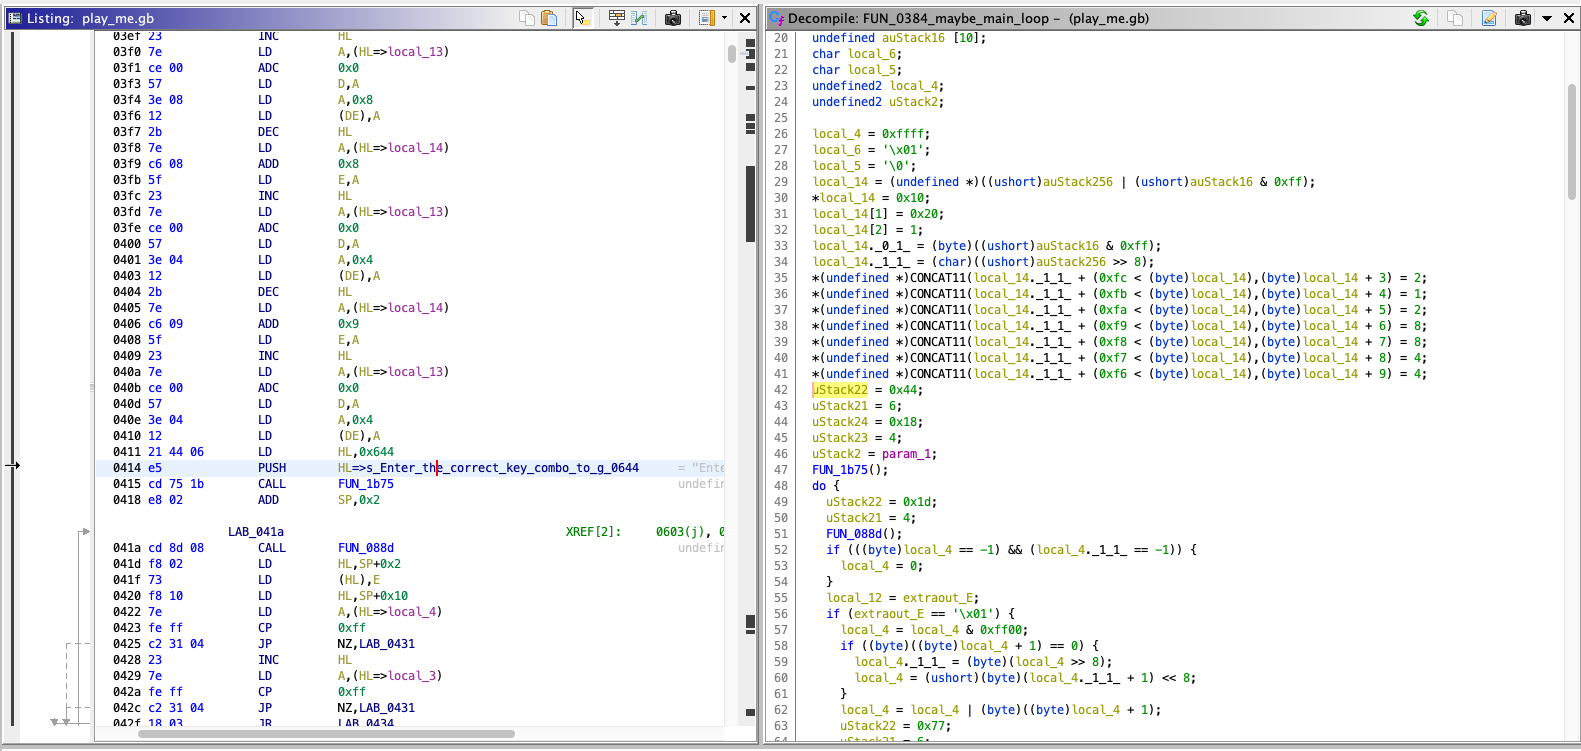 Listing: play_me.gb
03ef 23 INC HL
03f0 7e LD A,(HL=>local_13)
03f1 ce 00 ADC 0x0
03f3 57 LD D,A
03f4 3e 08 LD A,0x8
03f6 12 LD (DE),A
03f7 2b DEC HL
03f8 7e LD A,(HL=>local_14)
03f9 c6 08 ADD 0x8
03fb 5f LD E,A
03fc 23 INC HL
03fd 7e LD A,(HL=>local_13)
03fe ce 00 ADC 0x0
0400 57 LD D,A
0401 3e 04 LD A,0x4
0403 12 LD (DE),A
0404 2b DEC HL
0405 7e LD A,(HL=>local_14)
0406 c6 09 ADD 0x9
0408 5f LD E,A
0409 23 INC HL
040a 7e LD A,(HL=>local_13)
040b ce 00 ADC 0x0
040d 57 LD D,A
040e 3e 04 LD A,0x4
0410 12 LD (DE),A
0411 21 44 06 LD HL,0x644
0414 e5 PUSH HL=>s_Enter_the_correct_key_combo_to_g_0644 = "Ente
0415 cd 75 1b CALL FUN_1b75 undefin
0418 e8 02 ADD SP,0x2
LAB_041a XREF[2]: 0603(j), 0
041a cd 8d 08 CALL FUN_088d undefin
041d f8 02 LD HL,SP+0x2
041f 73 LD (HL),E
0420 f8 10 LD HL,SP+0x10
0422 7e LD A,(HL=>local_4)
0423 fe ff CP 0xff
0425 c2 31 04 JP NZ,LAB_0431
0428 23 INC HL
0429 7e LD A,(HL=>local_3)
042a fe ff CP 0xff
042c c2 31 04 JP NZ,LAB_0431
042f 18 03 JR LAB_0434
Decompile: FUN_0384_maybe_main_loop - (play_me.gb)
20 undefined auStack16 [10];
21 char local_6;
22 char local_5;
23 undefined2 local_4;
24 undefined2 uStack2;
25
26 local_4 = 0xffff;
27 local_6 = '\x01';
28 local_5 = '\0';
29 local_14 = (undefined *)((ushort)auStack256 | (ushort)auStack16 & 0xff);
30 *local_14 = 0x10;
31 local_14[1] = 0x20;
32 local_14[2] = 1;
33 local_14._0_1_ = (byte)((ushort)auStack16 & 0xff);
34 local_14._1_1_ = (char)((ushort)auStack256 >> 8);
35 *(undefined *)CONCAT11(local_14._1_1_ + (0xfc < (byte)local_14),(byte)local_14 + 3) = 2;
36 *(undefined *)CONCAT11(local_14._1_1_ + (0xfb < (byte)local_14),(byte)local_14 + 4) = 1;
37 *(undefined *)CONCAT11(local_14._1_1_ + (0xfa < (byte)local_14),(byte)local_14 + 5) = 2;
38 *(undefined *)CONCAT11(local_14._1_1_ + (0xf9 < (byte)local_14),(byte)local_14 + 6) = 8;
39 *(undefined *)CONCAT11(local_14._1_1_ + (0xf8 < (byte)local_14),(byte)local_14 + 7) = 8;
40 *(undefined *)CONCAT11(local_14._1_1_ + (0xf7 < (byte)local_14),(byte)local_14 + 8) = 4;
41 *(undefined *)CONCAT11(local_14._1_1_ + (0xf6 < (byte)local_14),(byte)local_14 + 9) = 4;
42 uStack22 = 0x44;
43 uStack21 = 6;
44 uStack24 = 0x18;
45 uStack23 = 4;
46 uStack2 = param_1;
47 FUN_1b75();
48 do {
49 uStack22 = 0x1d;
50 uStack21 = 4;
51 FUN_088d();
52 if (((byte)local_4 == -1) && (local_4._1_1_ == -1)) {
53 local_4 = 0;
54 }
55 local_12 = extraout_E;
56 if (extraout_E == '\x01') {
57 local_4 = local_4 & 0xff00;
58 if ((byte)((byte)local_4 + 1) == 0) {
59 local_4._1_1_ = (byte)(local_4 >> 8);
60 local_4 = (ushort)(byte)(local_4._1_1_ + 1) << 8;
61 }
62 local_4 = local_4 | (byte)((byte)local_4 + 1);
63 uStack22 = 0x77;
64 uStack21 = 6;